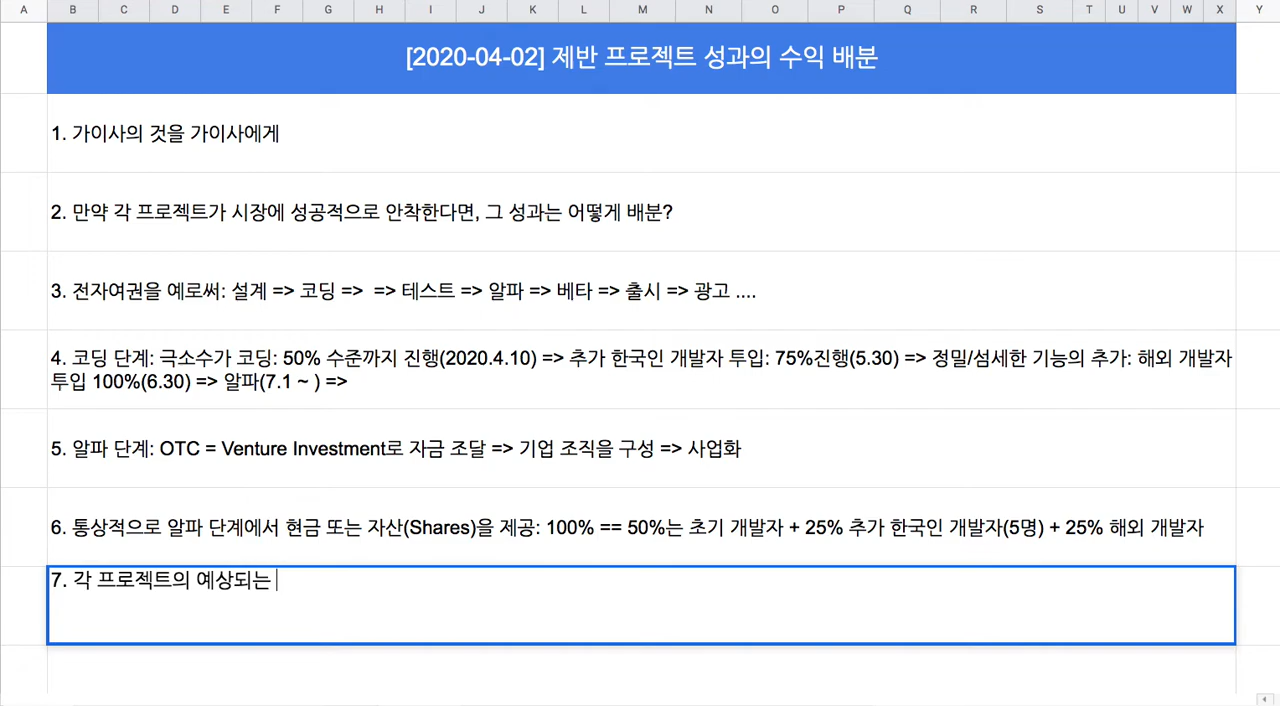 A B C D E F G H I J K L M N O P Q R S T U V W X Y
[2020-04-02] 제반 프로젝트 성과의 수익 배분
1. 가이사의 것을 가이사에게
2. 만약 각 프로젝트가 시장에 성공적으로 안착한다면, 그 성과는 어떻게 배분?
3. 전자여권을 예로써: 설계 => 코딩 =>  => 테스트 => 알파 => 베타 => 출시 => 광고 ....
4. 코딩 단계: 극소수가 코딩: 50% 수준까지 진행(2020.4.10) => 추가 한국인 개발자 투입: 75%진행(5.30) => 정밀/섬세한 기능의 추가: 해외 개발자
투입 100%(6.30) => 알파(7.1 ~ ) =>
5. 알파 단계: OTC = Venture Investment로 자금 조달 => 기업 조직을 구성 => 사업화
6. 통상적으로 알파 단계에서 현금 또는 자산(Shares)을 제공: 100% == 50%는 초기 개발자 + 25% 추가 한국인 개발자(5명) + 25% 해외 개발자
7. 각 프로젝트의 예상되는